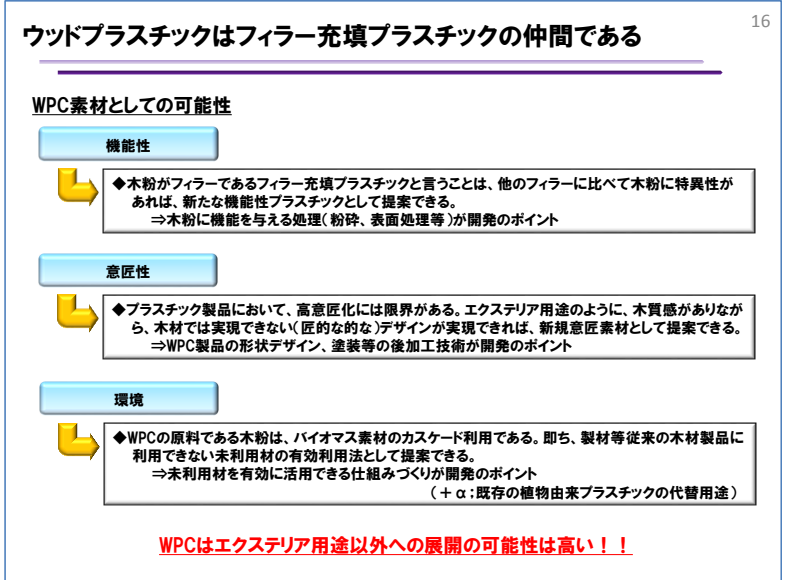 16
ウッドプラスチックはフィラー充填プラスチックの仲間である
WPC素材としての可能性
機能性
◆木粉がフィラーであるフィラー充填プラスチックと言うことは、他のフィラーに比べて木粉に特異性が
あれば、新たな機能性プラスチックとして提案できる。
⇒木粉に機能を与える処理(粉砕、表面処理等)が開発のポイント
意匠性
◆プラスチック製品において、高意匠化には限界がある。エクステリア用途のように、木質感がありなが
ら、木材では実現できない(匠的な的な)デザインが実現できれば、新規意匠素材として提案できる。
⇒WPC製品の形状デザイン、塗装等の後加工技術が開発のポイント
環境
◆WPCの原料である木粉は、バイオマス素材のカスケード利用である。即ち、製材等従来の木材製品に
利用できない未利用材の有効利用法として提案できる。
⇒未利用材を有効に活用できる仕組みづくりが開発のポイント
(+α;既存の植物由来プラスチックの代替用途)
WPCはエクステリア用途以外への展開の可能性は高い!!